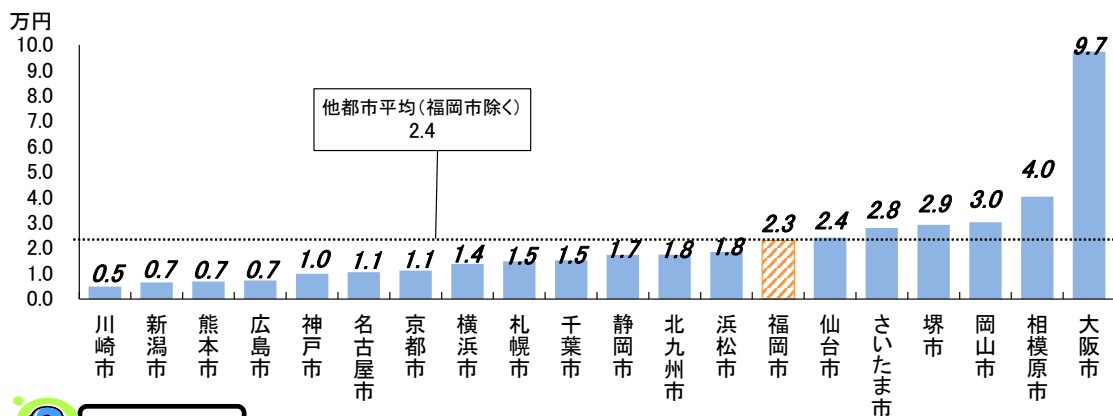 万円
10.0
9.0
8.0
7.0
6.0
5.0
4.0
3.0
2.0
1.0
0.0
他都市平均（福岡市除く）
2.4
0.5
0.7
0.7
0.7
1.0
1.1
1.1
1.4
1.5
1.5
1.7
1.8
1.8
2.3
2.4
2.8
2.9
3.0
4.0
9.7
川崎市
新潟市
熊本市
広島市
神戸市
名古屋市
京都市
横浜市
札幌市
千葉市
静岡市
北九州市
浜松市
福岡市
仙台市
さいたま市
堺市
岡山市
相模原市
大阪市